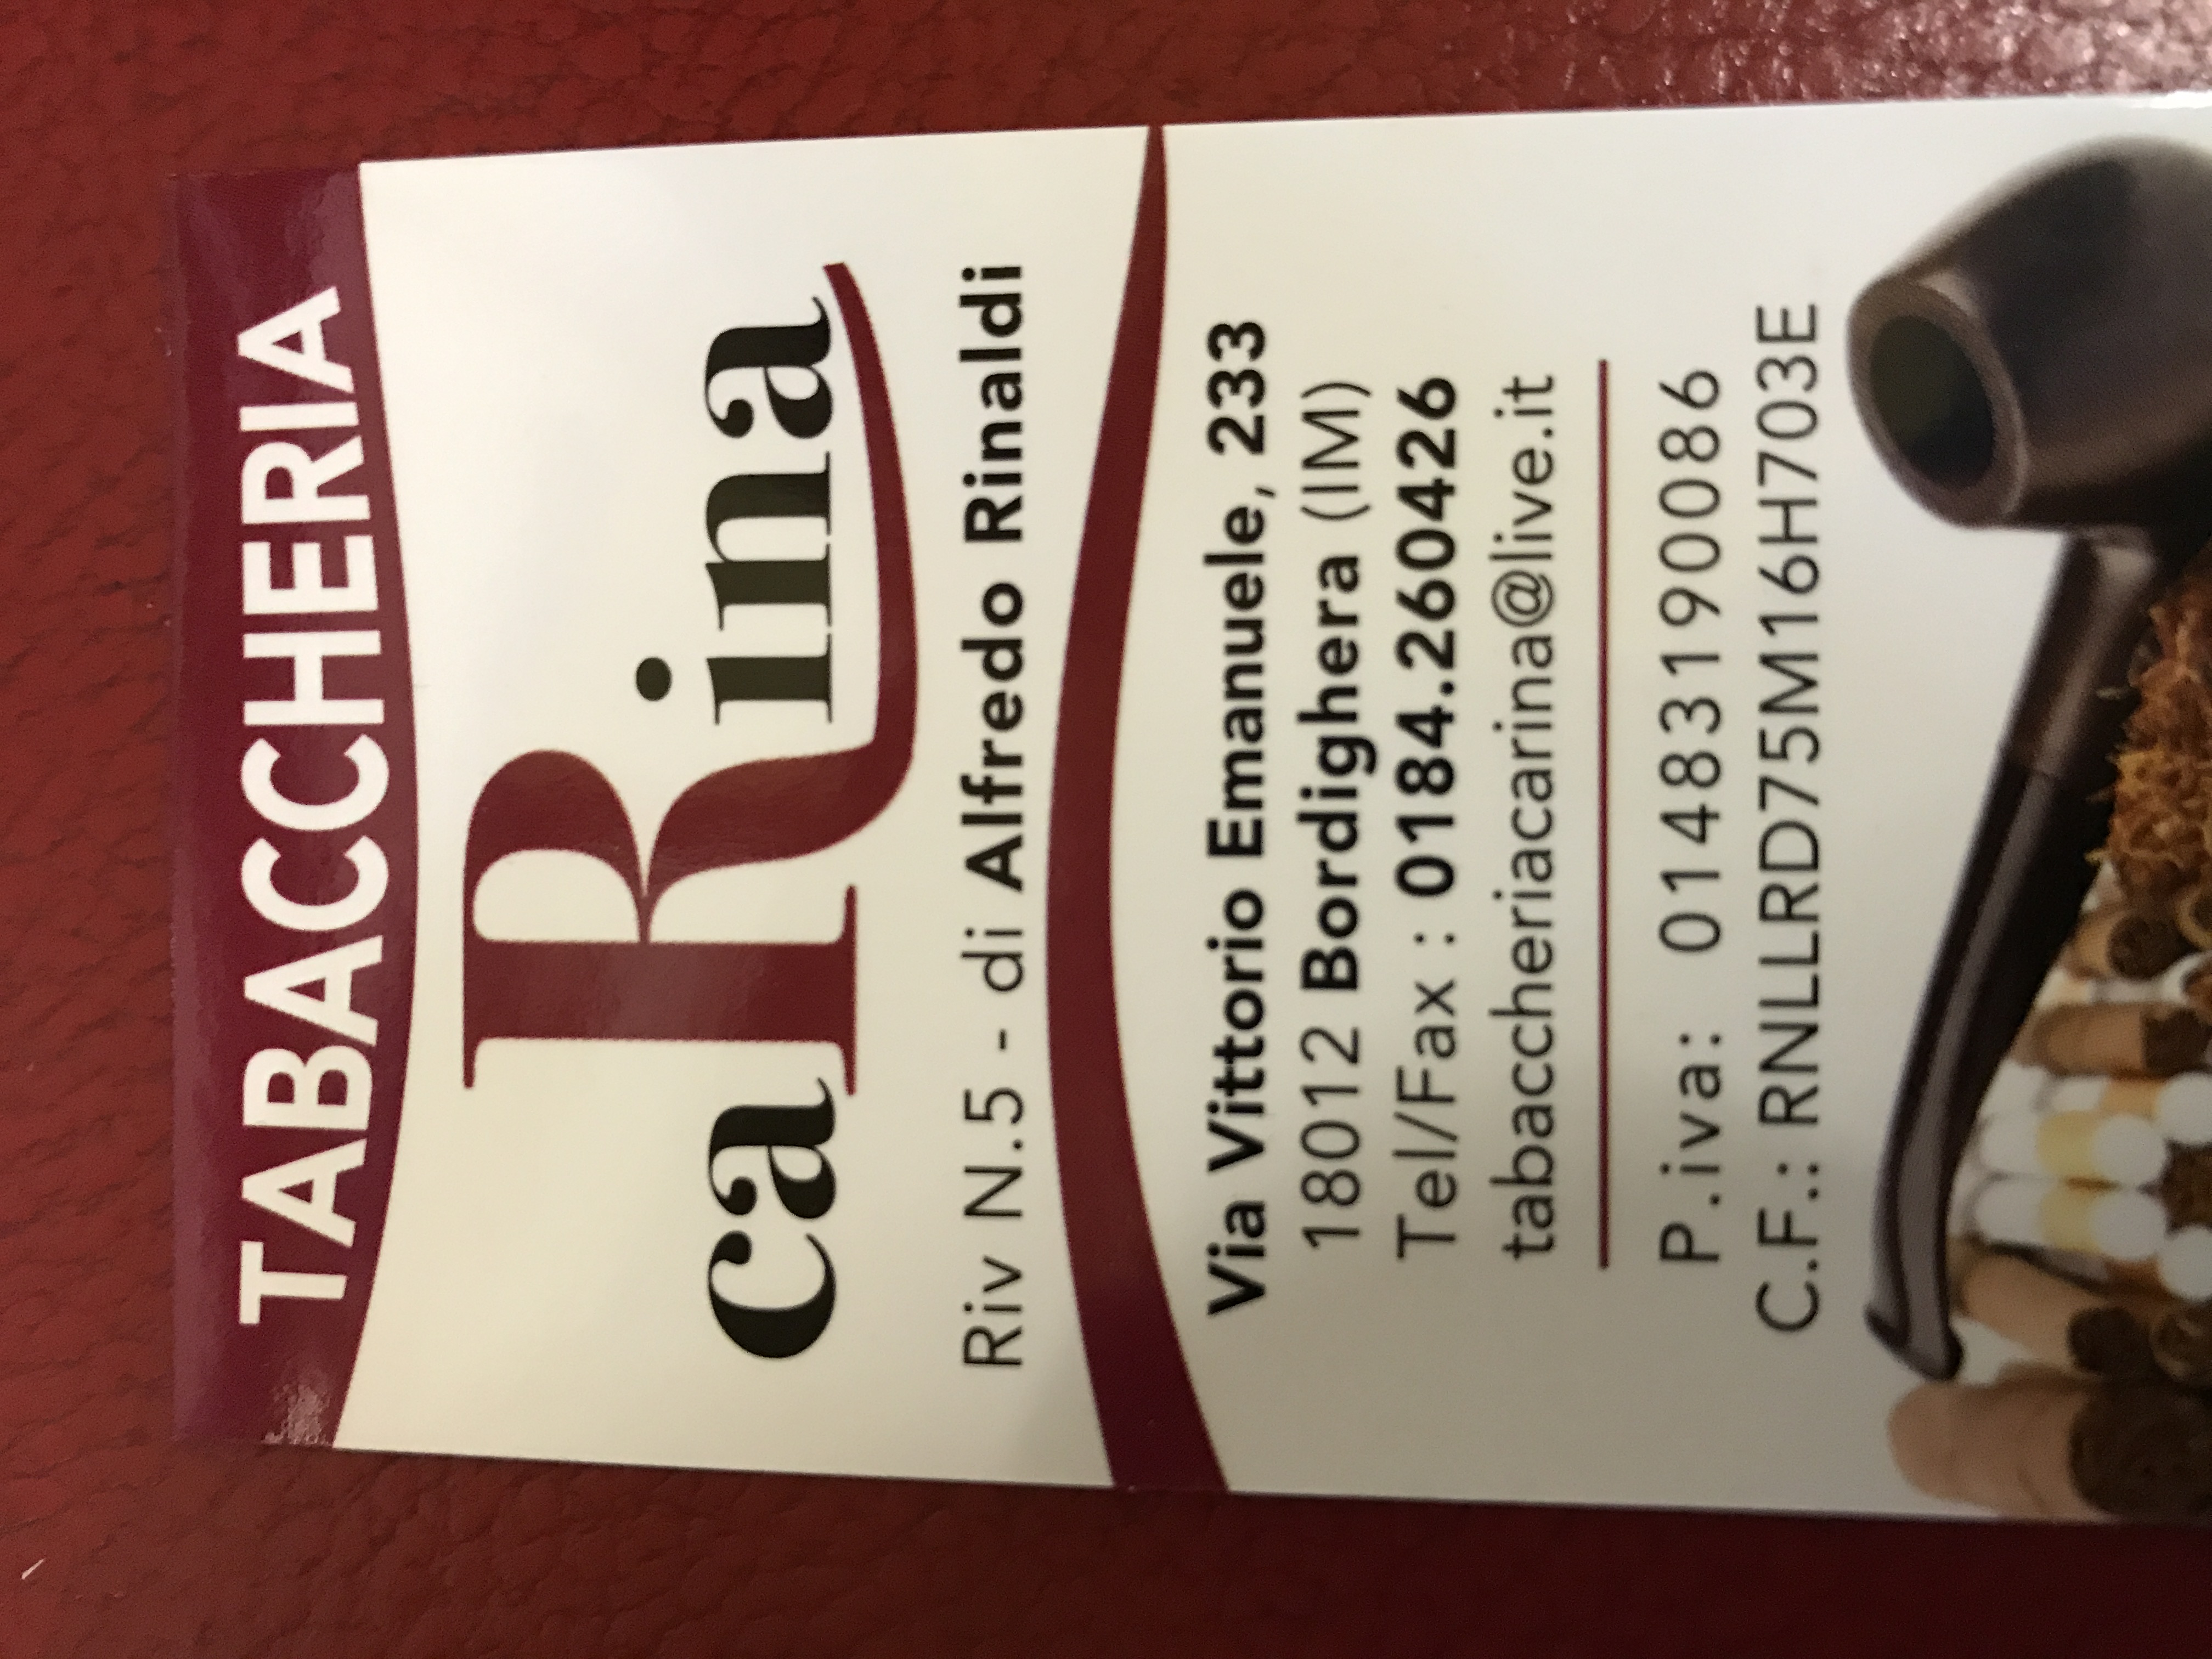 TABACCHERIA
caRina
Riv N.5 - di Alfredo Rinaldi
Via Vittorio Emanuele, 233
18012 Bordighera (IM)
Tel/Fax : 0184.260426
tabaccheriacarina@live.it
P.iva: 01483190086
C.F.: RNLLRD75M16H703E